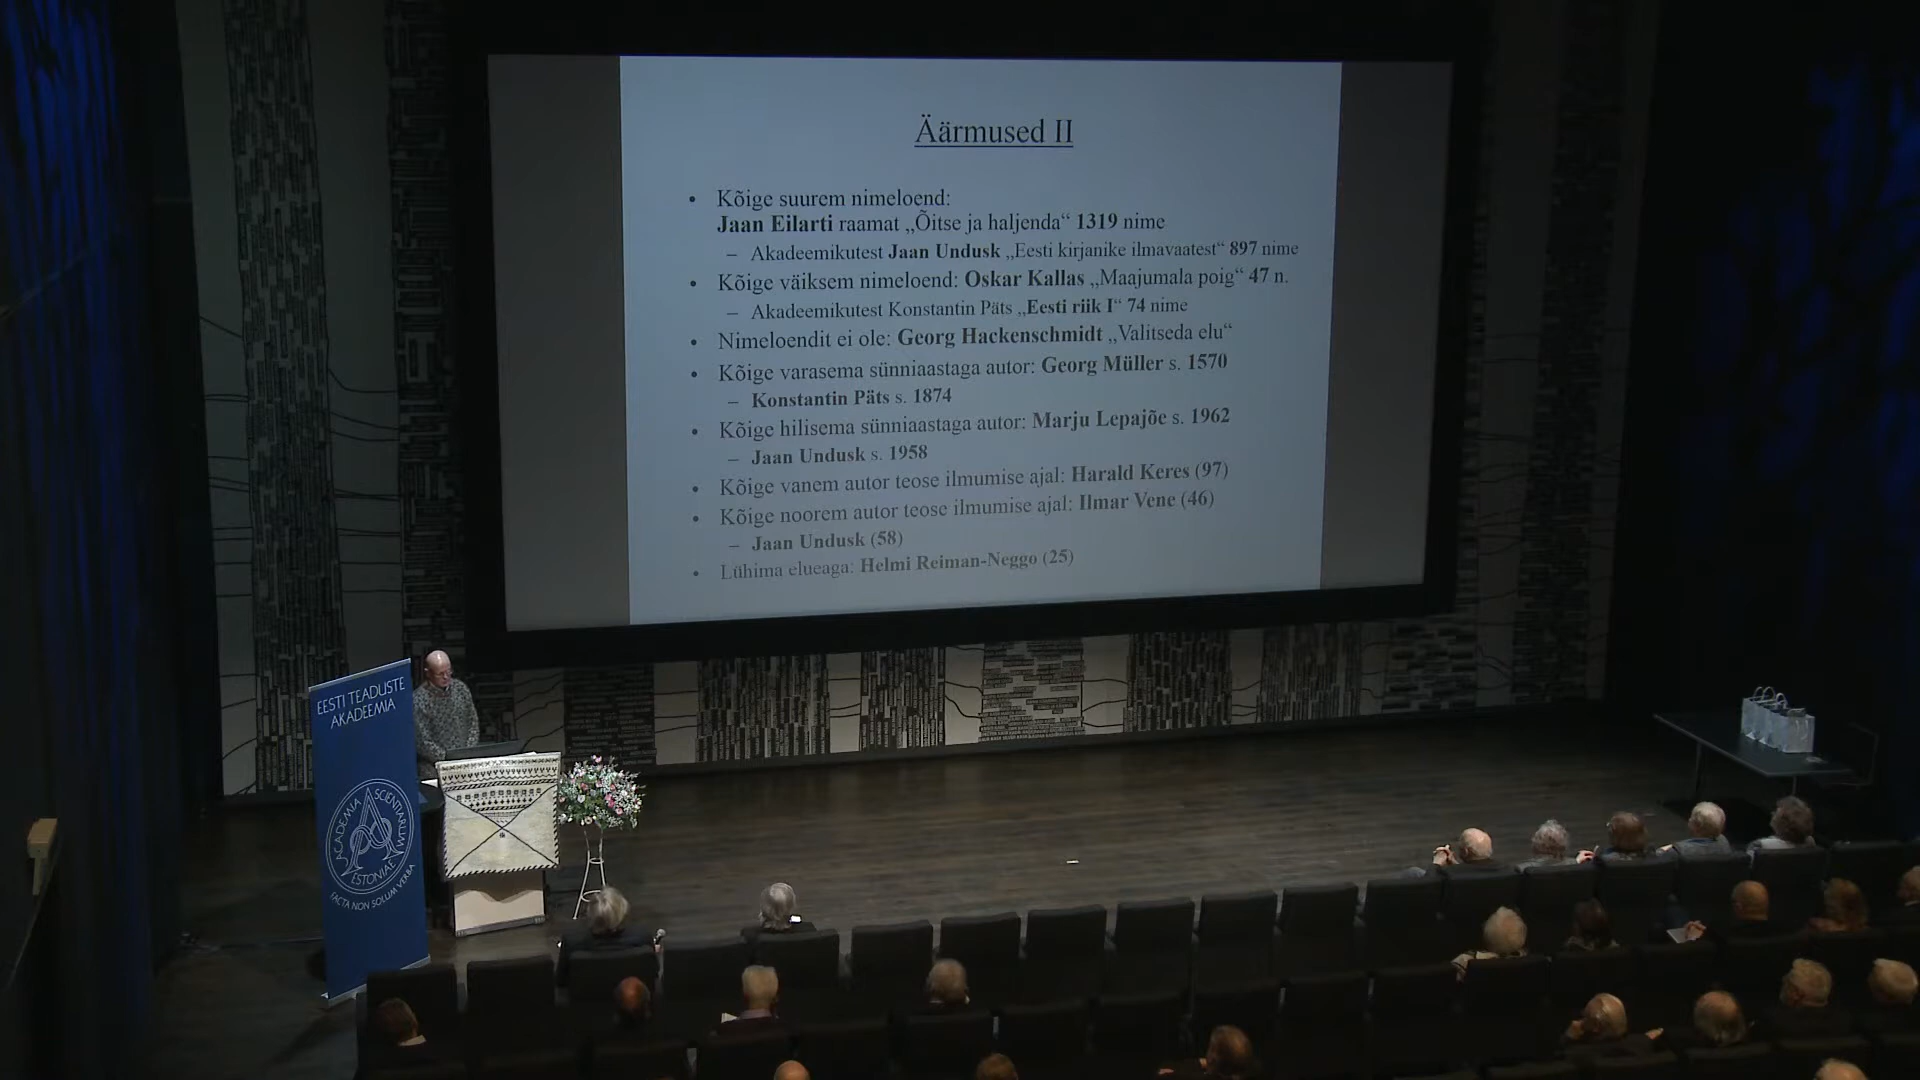 Äärmused II
• Kõige suurem nimeloend:
Jaan Eilarti raamat „Õitse ja haljenda“ 1319 nime
– Akadeemikutest Jaan Undusk „Eesti kirjanike ilmavaatest“ 897 nime
• Kõige väiksem nimeloend: Oskar Kallas „Maajumala poig“ 47 n.
– Akadeemikutest Konstantin Päts „Eesti riik I“ 74 nime
• Nimeloendit ei ole: Georg Hackenschmidt „Valitseda elu“
• Kõige varasema sünniaastaga autor: Georg Müller s. 1570
– Konstantin Päts s. 1874
• Kõige hilisema sünniaastaga autor: Marju Lepajõe s. 1962
– Jaan Undusk s. 1958
• Kõige vanem autor teose ilmumise ajal: Harald Keres (97)
• Kõige noorem autor teose ilmumise ajal: Ilmar Vene (46)
– Jaan Undusk (58)
• Lühima elueaga: Helmi Reiman-Neggo (25)
EESTI TEADUSTE
AKADEEMIA
ACADEMIA SCIENTIARUM ESTONIAE
FACTA NON SOLUM VERBA